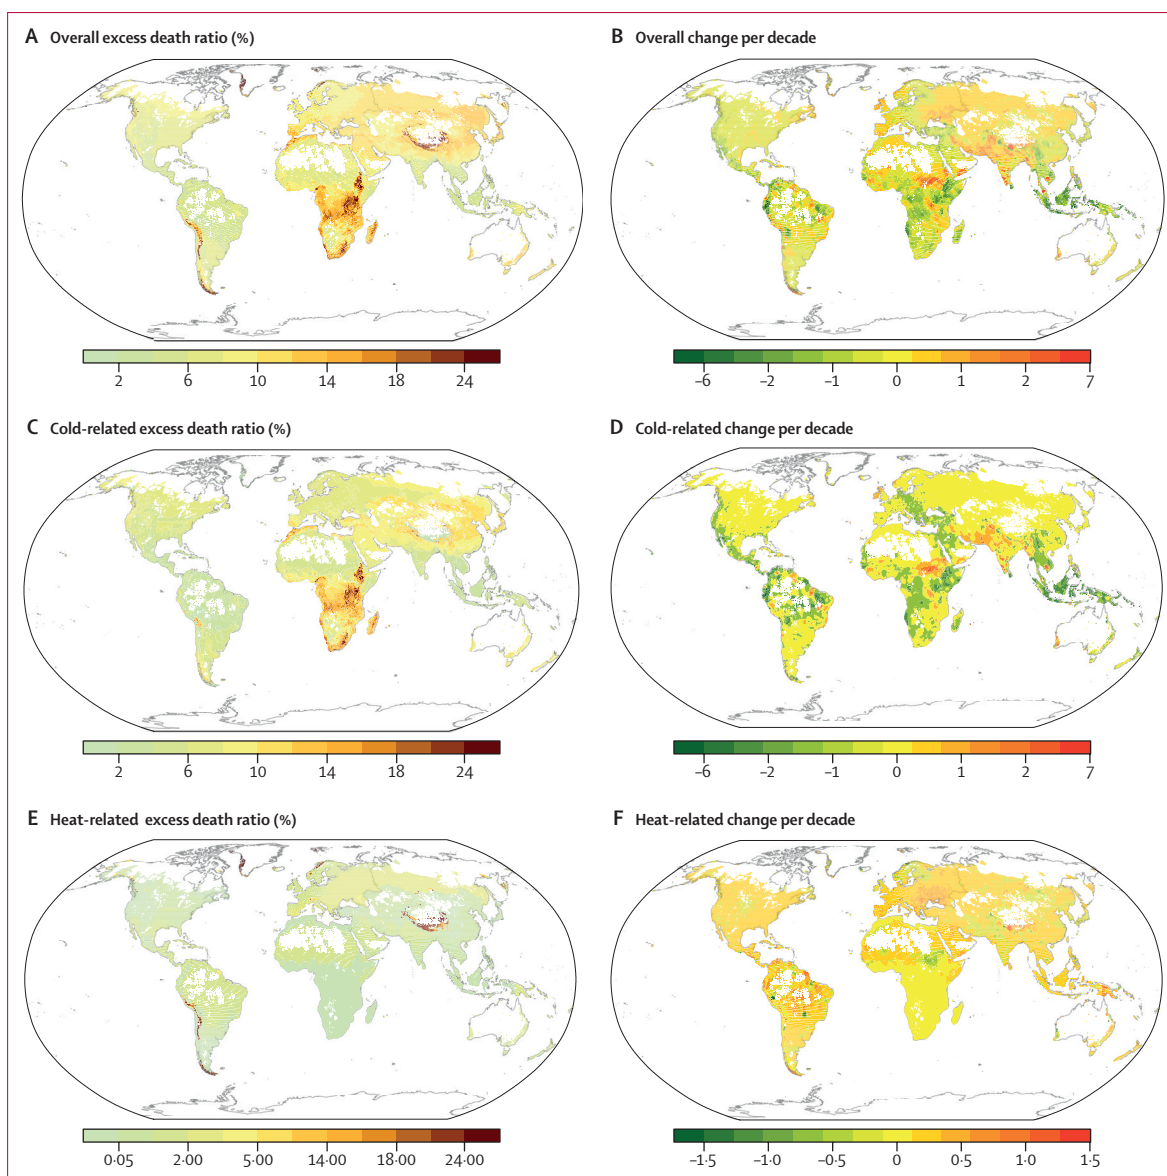 A Overall excess death ratio (%)
B Overall change per decade
2 6 10 14 18 24
–6 –2 –1 0 1 2 7
C Cold-related excess death ratio (%)
D Cold-related change per decade
2 6 10 14 18 24
–6 –2 –1 0 1 2 7
E Heat-related excess death ratio (%)
F Heat-related change per decade
0·05 2·00 5·00 14·00 18·00 24·00
–1·5 –1·0 –0·5 0 0·5 1·0 1·5